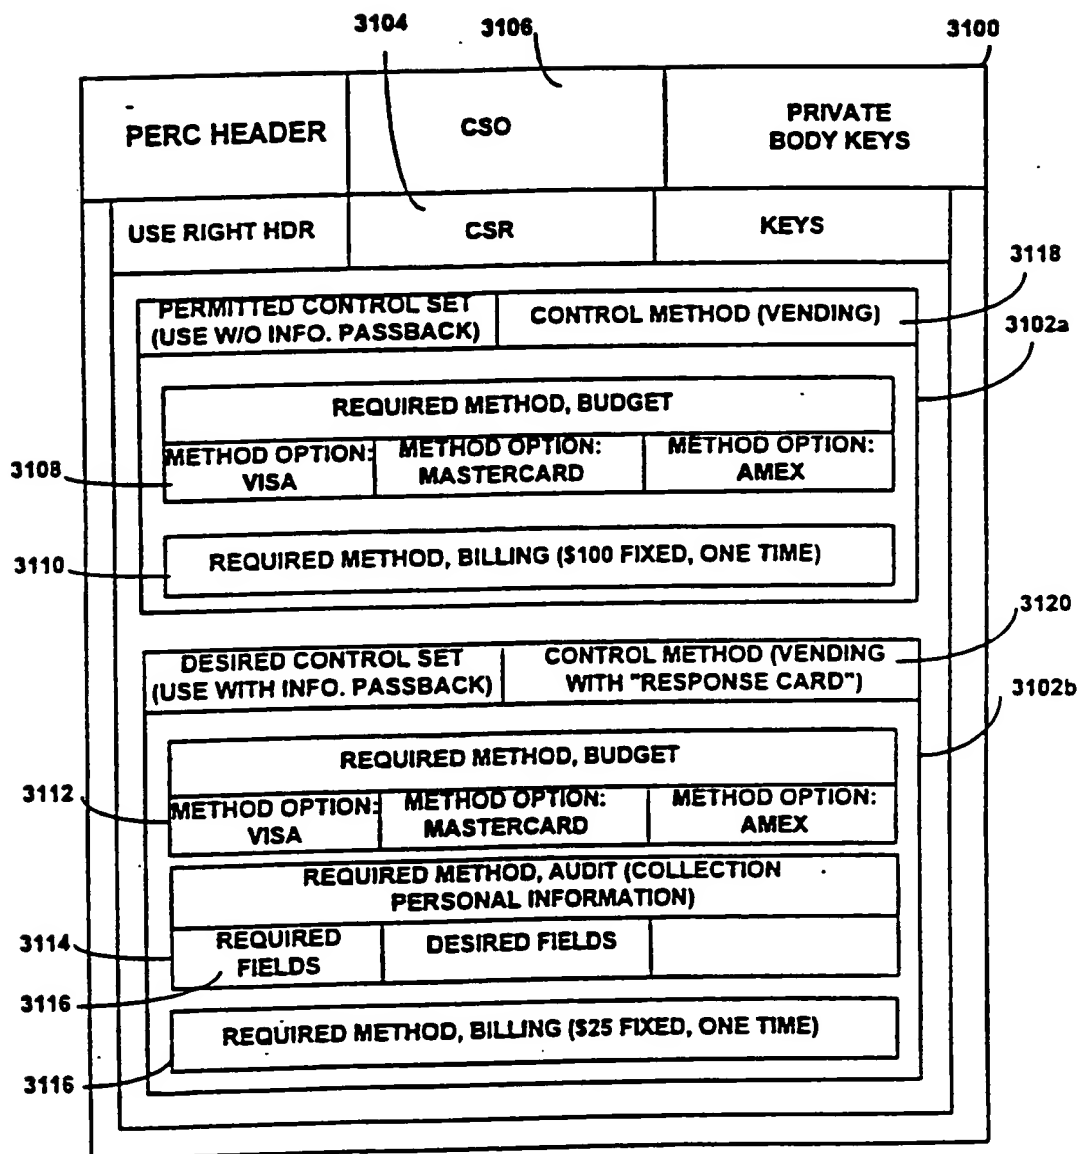 3104
3106
3100
PERC HEADER
CSO
PRIVATE
BODY KEYS
USE RIGHT HDR
CSR
KEYS
3118
PERMITTED CONTROL SET
(USE W/O INFO. PASSBACK)
CONTROL METHOD (VENDING)
3102a
REQUIRED METHOD, BUDGET
3108
METHOD OPTION:
VISA
METHOD OPTION:
MASTERCARD
METHOD OPTION:
AMEX
3110
REQUIRED METHOD, BILLING ($100 FIXED, ONE TIME)
3120
DESIRED CONTROL SET
(USE WITH INFO. PASSBACK)
CONTROL METHOD (VENDING
WITH "RESPONSE CARD")
3102b
REQUIRED METHOD, BUDGET
3112
METHOD OPTION:
VISA
METHOD OPTION:
MASTERCARD
METHOD OPTION:
AMEX
REQUIRED METHOD, AUDIT (COLLECTION
PERSONAL INFORMATION)
3114
REQUIRED
FIELDS
DESIRED FIELDS
3116
REQUIRED METHOD, BILLING ($25 FIXED, ONE TIME)
3116